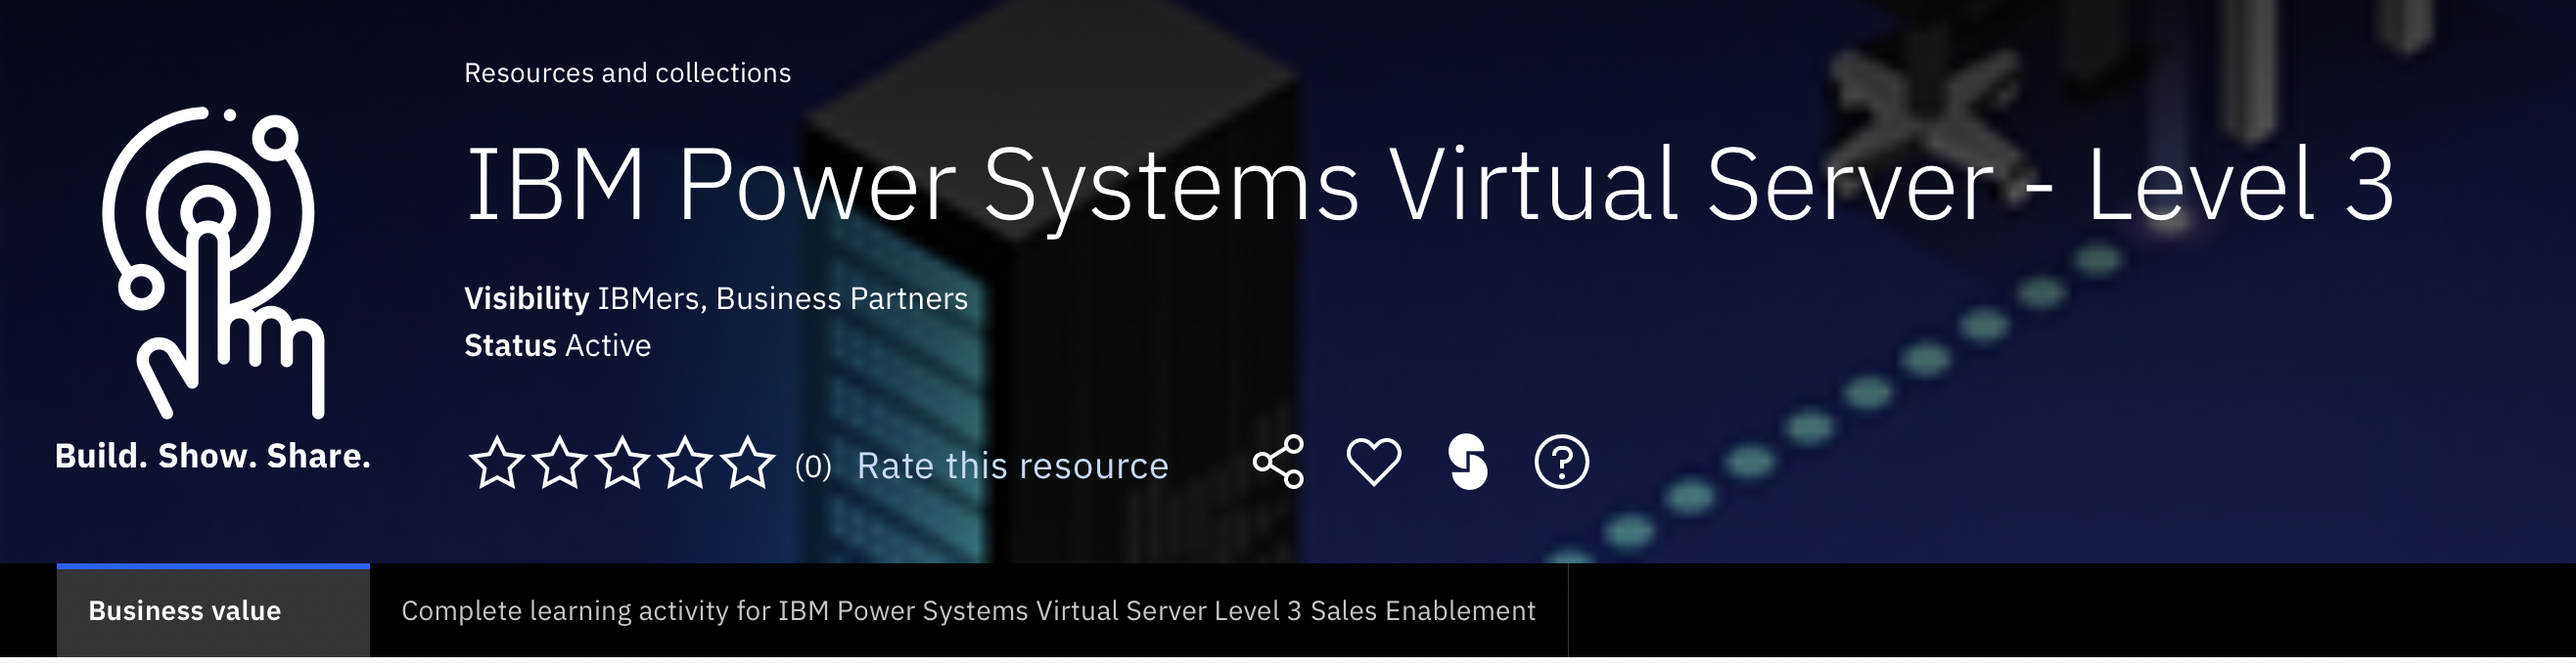 Resources and collections
IBM Power Systems Virtual Server - Level 3
Visibility IBMers, Business Partners
Status Active
Build. Show. Share.
(0) Rate this resource
Business value
Complete learning activity for IBM Power Systems Virtual Server Level 3 Sales Enablement